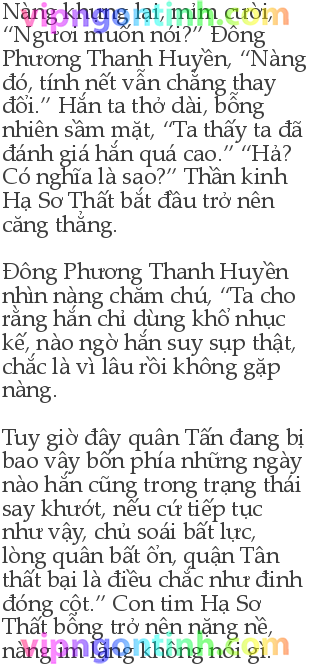 Nàng khựng lại, mỉm cười,
“Ngươi muốn nói?” Đông
Phương Thanh Huyền, “Nàng
đó, tính nết vẫn chẳng thay
đổi.” Hắn ta thở dài, bỗng
nhiên sầm mặt, “Ta thấy ta đã
đánh giá hắn quá cao.” “Hả?
Có nghĩa là sao?” Thần kinh
Hạ Sơ Thất bắt đầu trở nên
căng thẳng.
Đông Phương Thanh Huyền
nhìn nàng chăm chú, “Ta cho
rằng hắn chỉ dùng khổ nhục
kế, nào ngờ hắn suy sụp thật,
chắc là vì lâu rồi không gặp
nàng.
Tuy giờ đây quân Tấn đang bị
bao vây bốn phía những ngày
nào hắn cũng trong trạng thái
say khướt, nếu cứ tiếp tục
như vậy, chủ soái bất lực,
lòng quân bất ổn, quận Tân
thất bại là điều chắc như đinh
đóng cột.” Con tim Hạ Sơ
Thất bỗng trở nên nặng nề,
nàng im lặng không nói gì.
vipngontinh.com
vipngontinh.com